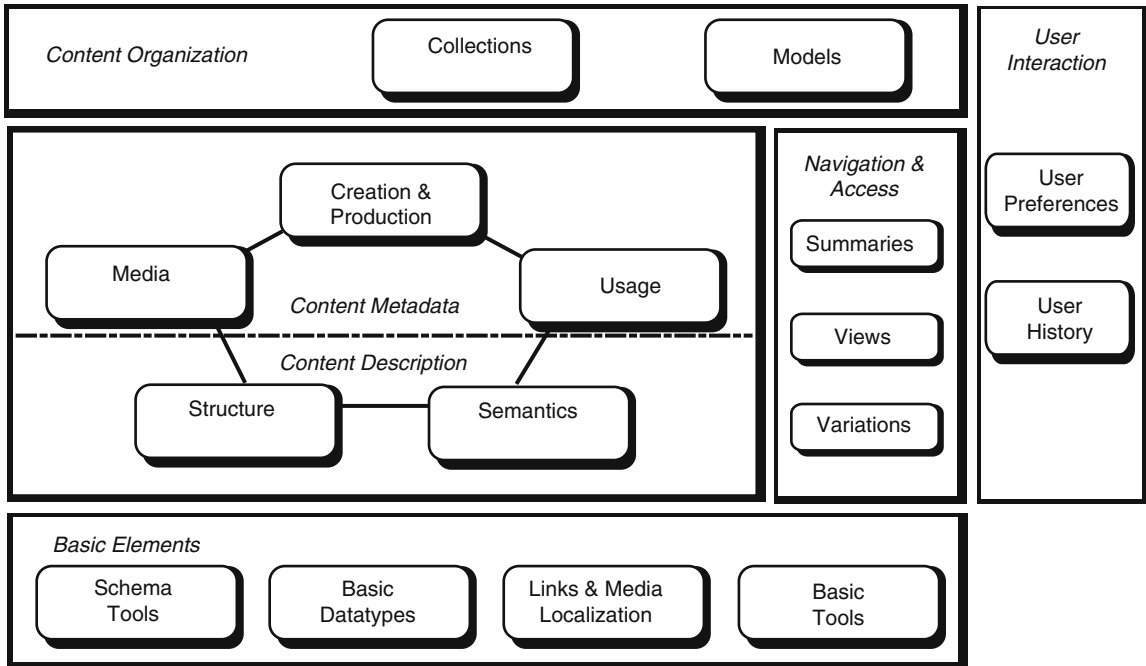 Content Organization
Collections
Models
User
Interaction
User
Preferences
User
History
Creation &
Production
Media
Usage
Content Metadata
Content Description
Structure
Semantics
Navigation &
Access
Summaries
Views
Variations
Basic Elements
Schema
Tools
Basic
Datatypes
Links & Media
Localization
Basic
Tools